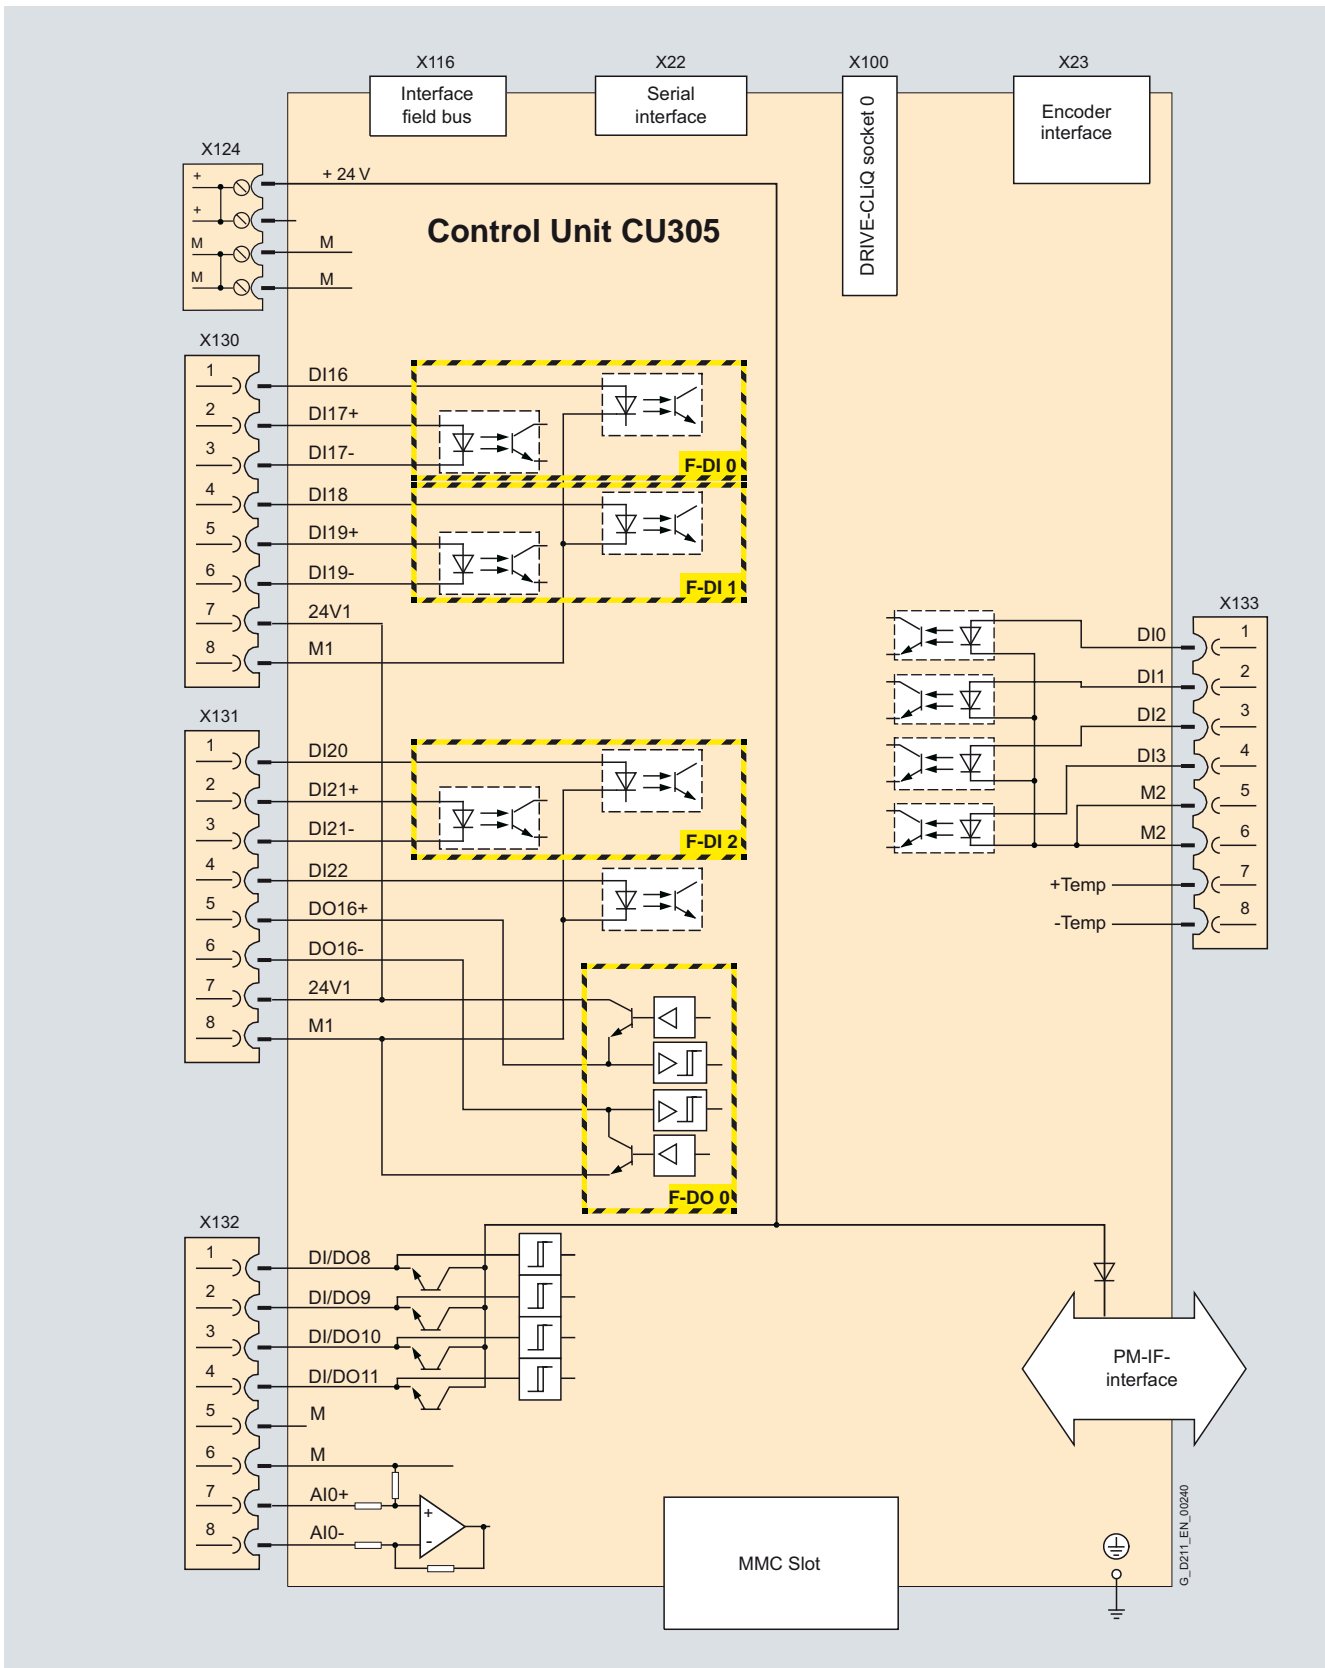 X116
X22
X100
X23
Interface
field bus
Serial
interface
DRIVE-CLiQ socket 0
Encoder
interface
X124
+
+
M
M
+ 24 V
M
M
Control Unit CU305
X130
1
DI16
2
DI17+
3
DI17-
4
DI18
5
DI19+
6
DI19-
7
24V1
8
M1
F-DI 0
F-DI 1
X131
1
DI20
2
DI21+
3
DI21-
4
DI22
5
DO16+
6
DO16-
7
24V1
8
M1
F-DI 2
F-DO 0
X133
DI0
1
DI1
2
DI2
3
DI3
4
M2
5
M2
6
+Temp
7
-Temp
8
X132
1
DI/DO8
2
DI/DO9
3
DI/DO10
4
DI/DO11
5
M
6
M
7
AI0+
8
AI0-
+
-
PM-IF-
interface
MMC Slot
G_D211_EN_00240